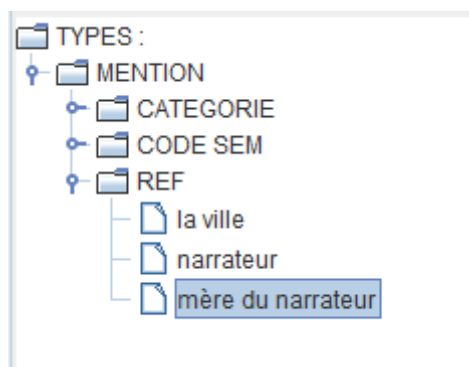 TYPES :
MENTION
CATEGORIE
CODE SEM
REF
la ville
narrateur
mère du narrateur